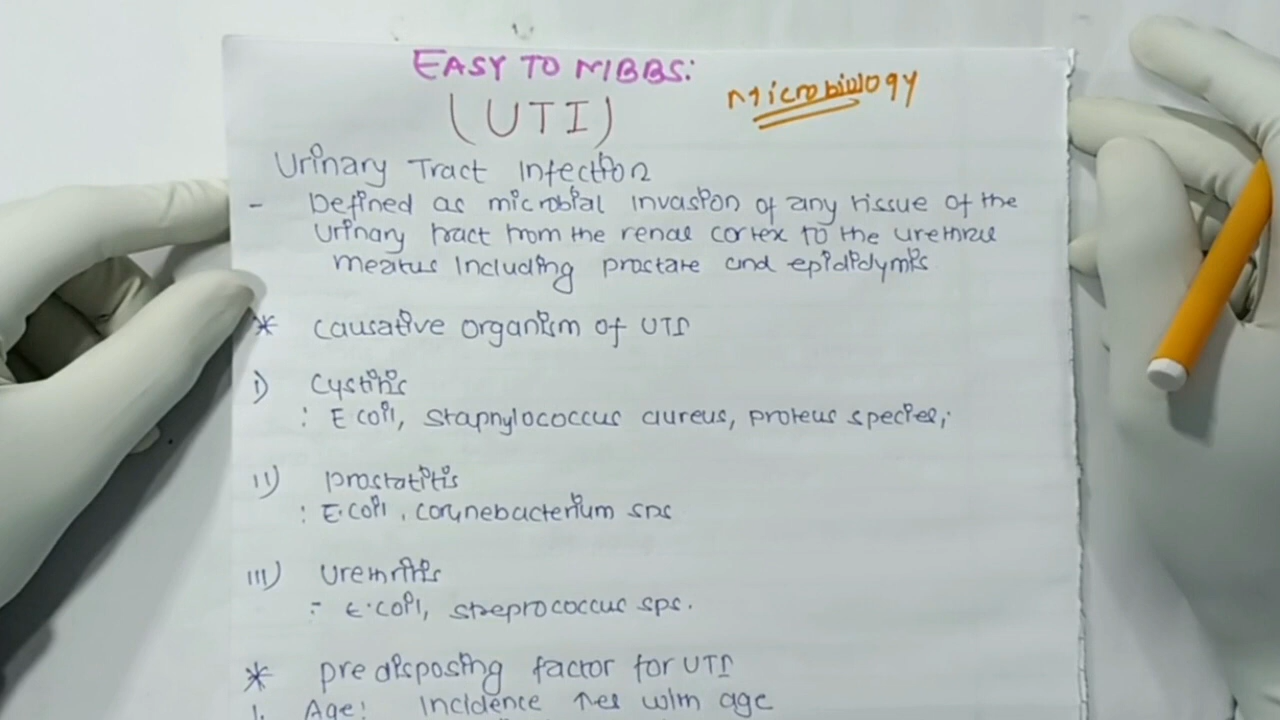 EASY TO MBBS:
(UTI)
Microbiology
Urinary Tract Infection
- Defined as microbial invasion of any tissue of the
urinary tract from the renal cortex to the urethral
meatus including prostate and epididymis
* causative organism of UTI
i) Cystitis
: E coli, staphylococcus aureus, proteus species,
ii) prostatitis
: E.coli, corynebacterium sps
iii) Urethritis
: E.coli, streptococcus sps.
* predisposing factor for UTI
1. Age: Incidence ↑es with age